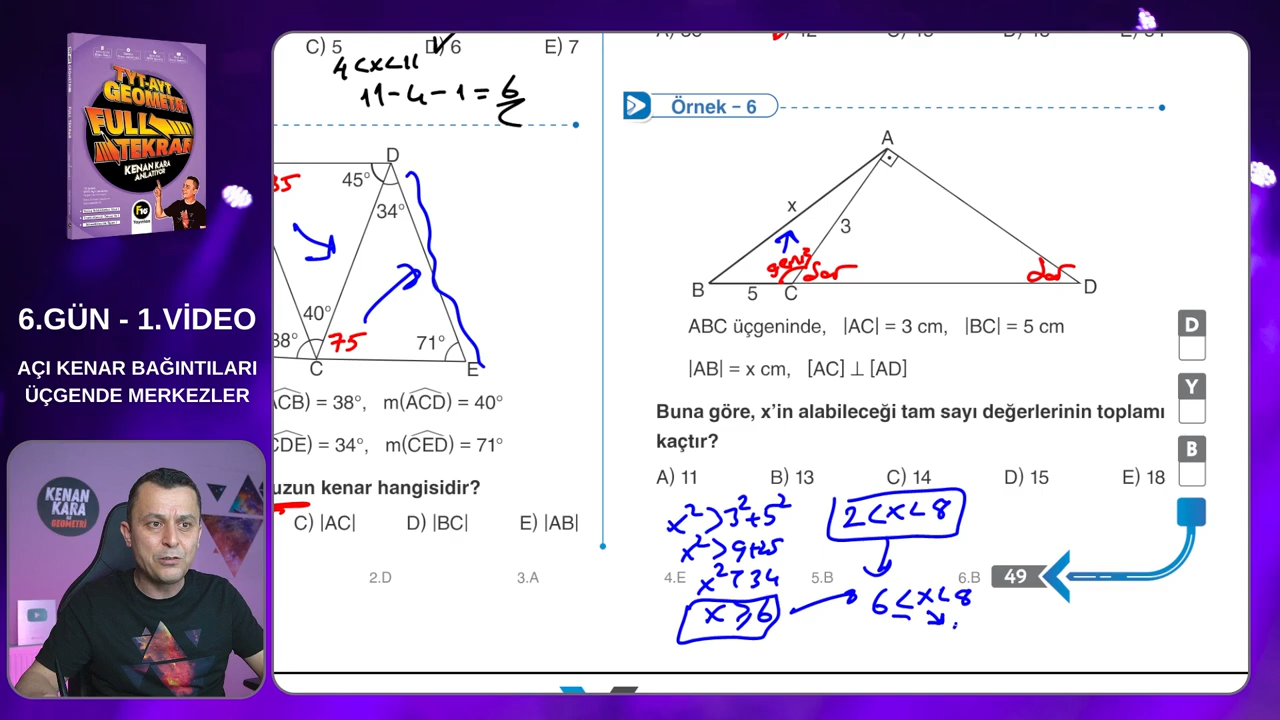 TYT-AYT
GEOMETRİ
FULL
TEKRAR
KENAN KARA
ANLATIYOR
6.GÜN - 1.VİDEO
AÇI KENAR BAĞINTILARI
ÜÇGENDE MERKEZLER
KENAN
KARA
ile
GEOMETRİ
C) 5
D) 6
E) 7
4<x<11
11-4-1=6
D
45°
34°
40°
38°
75
71°
C
E
ACB) = 38°, m(ACD) = 40°
CDE) = 34°, m(CED) = 71°
uzun kenar hangisidir?
C) |AC|
D) |BC|
E) |AB|
2.D
3.A
Örnek – 6
A
x
3
geniş
dar
dar
B
5
C
D
ABC üçgeninde, |AC| = 3 cm, |BC| = 5 cm
|AB| = x cm, [AC] ⊥ [AD]
Buna göre, x’in alabileceği tam sayı değerlerinin toplamı
kaçtır?
A) 11
B) 13
C) 14
D) 15
E) 18
x²>3²+5²
x²>9+25
x²>34
x≥6
2<x<8
6≤x<8
4.E
5.B
6.B
49
D
Y
B